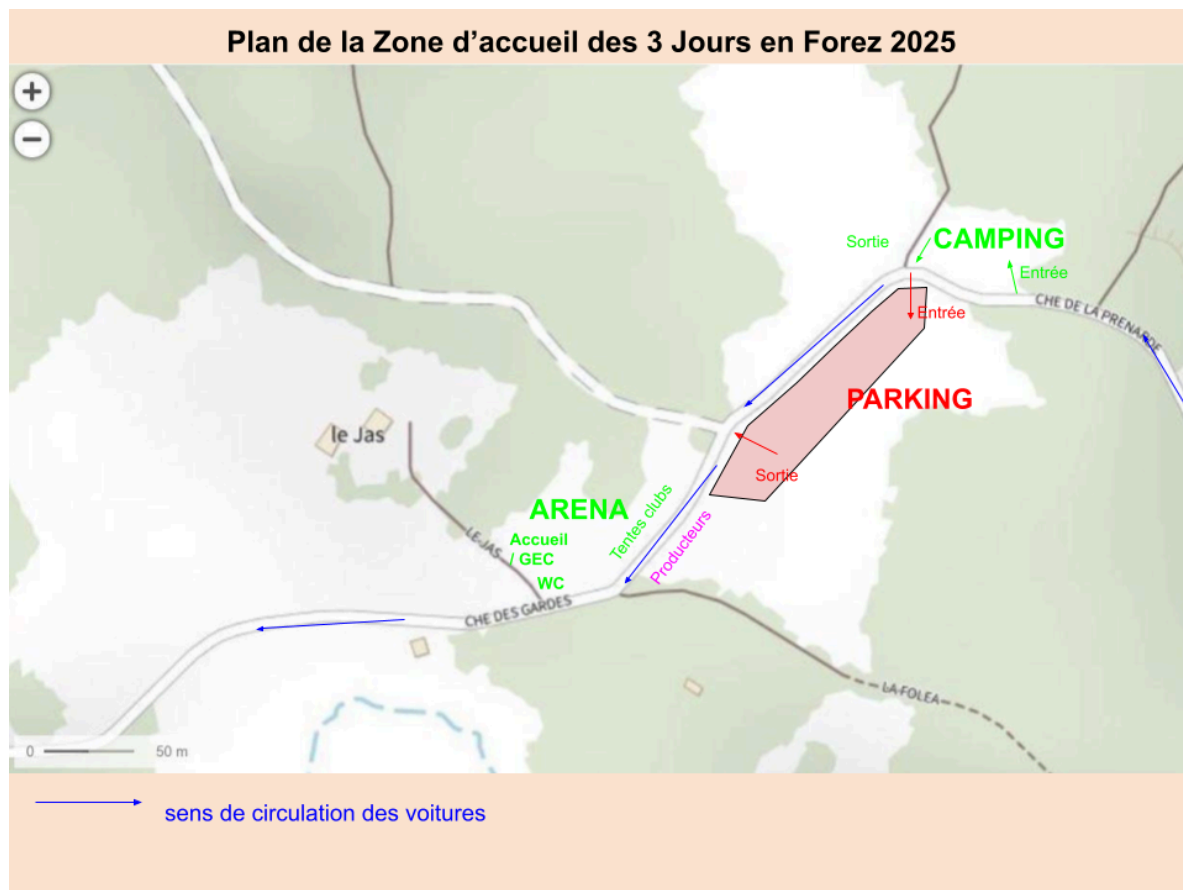 Plan de la Zone d'accueil des 3 Jours en Forez 2025
+
−
Sortie
CAMPING
Entrée
CHE DE LA PRENARDE
Entrée
PARKING
le Jas
Sortie
ARENA
Tentes clubs
Accueil
/ GEC
LE-JAS
Producteurs
WC
CHE DES GARDES
LA-FOLEA
0 50 m
sens de circulation des voitures